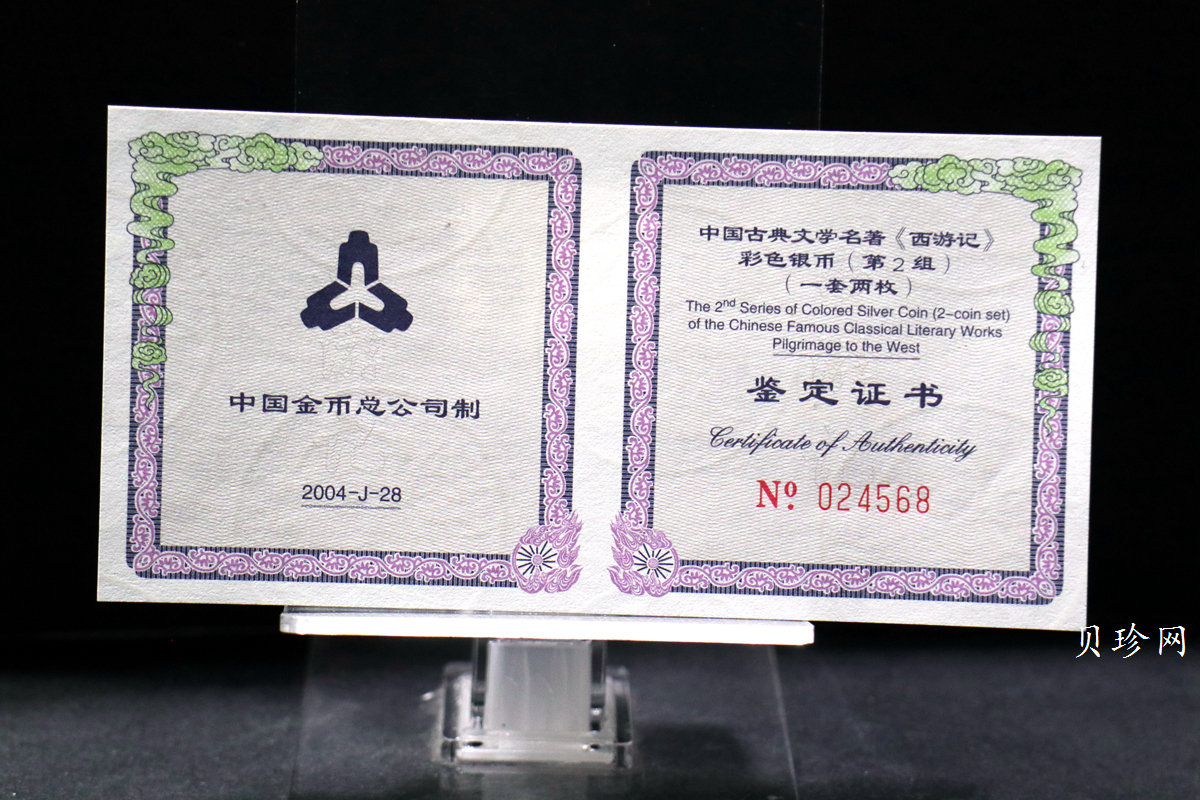 中国金币总公司制
2004-J-28
中国古典文学名著《西游记》
彩色银币（第2组）
（一套两枚）
The 2nd Series of Colored Silver Coin (2-coin set)
of the Chinese Famous Classical Literary Works
Pilgrimage to the West
鉴定证书
Certificate of Authenticity
Nº. 024568
贝珍网